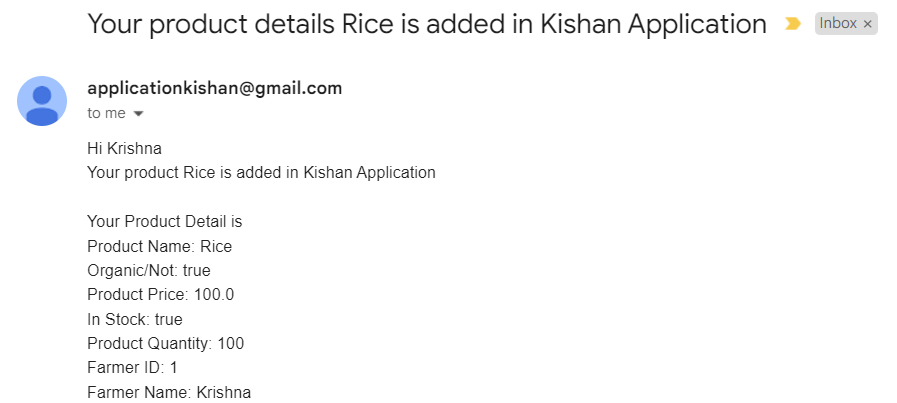 Your product details Rice is added in Kishan Application
Inbox ×
applicationkishan@gmail.com
to me
Hi Krishna
Your product Rice is added in Kishan Application
Your Product Detail is
Product Name: Rice
Organic/Not: true
Product Price: 100.0
In Stock: true
Product Quantity: 100
Farmer ID: 1
Farmer Name: Krishna